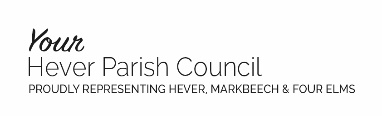 Your
Hever Parish Council
PROUDLY REPRESENTING HEVER, MARKBEECH & FOUR ELMS